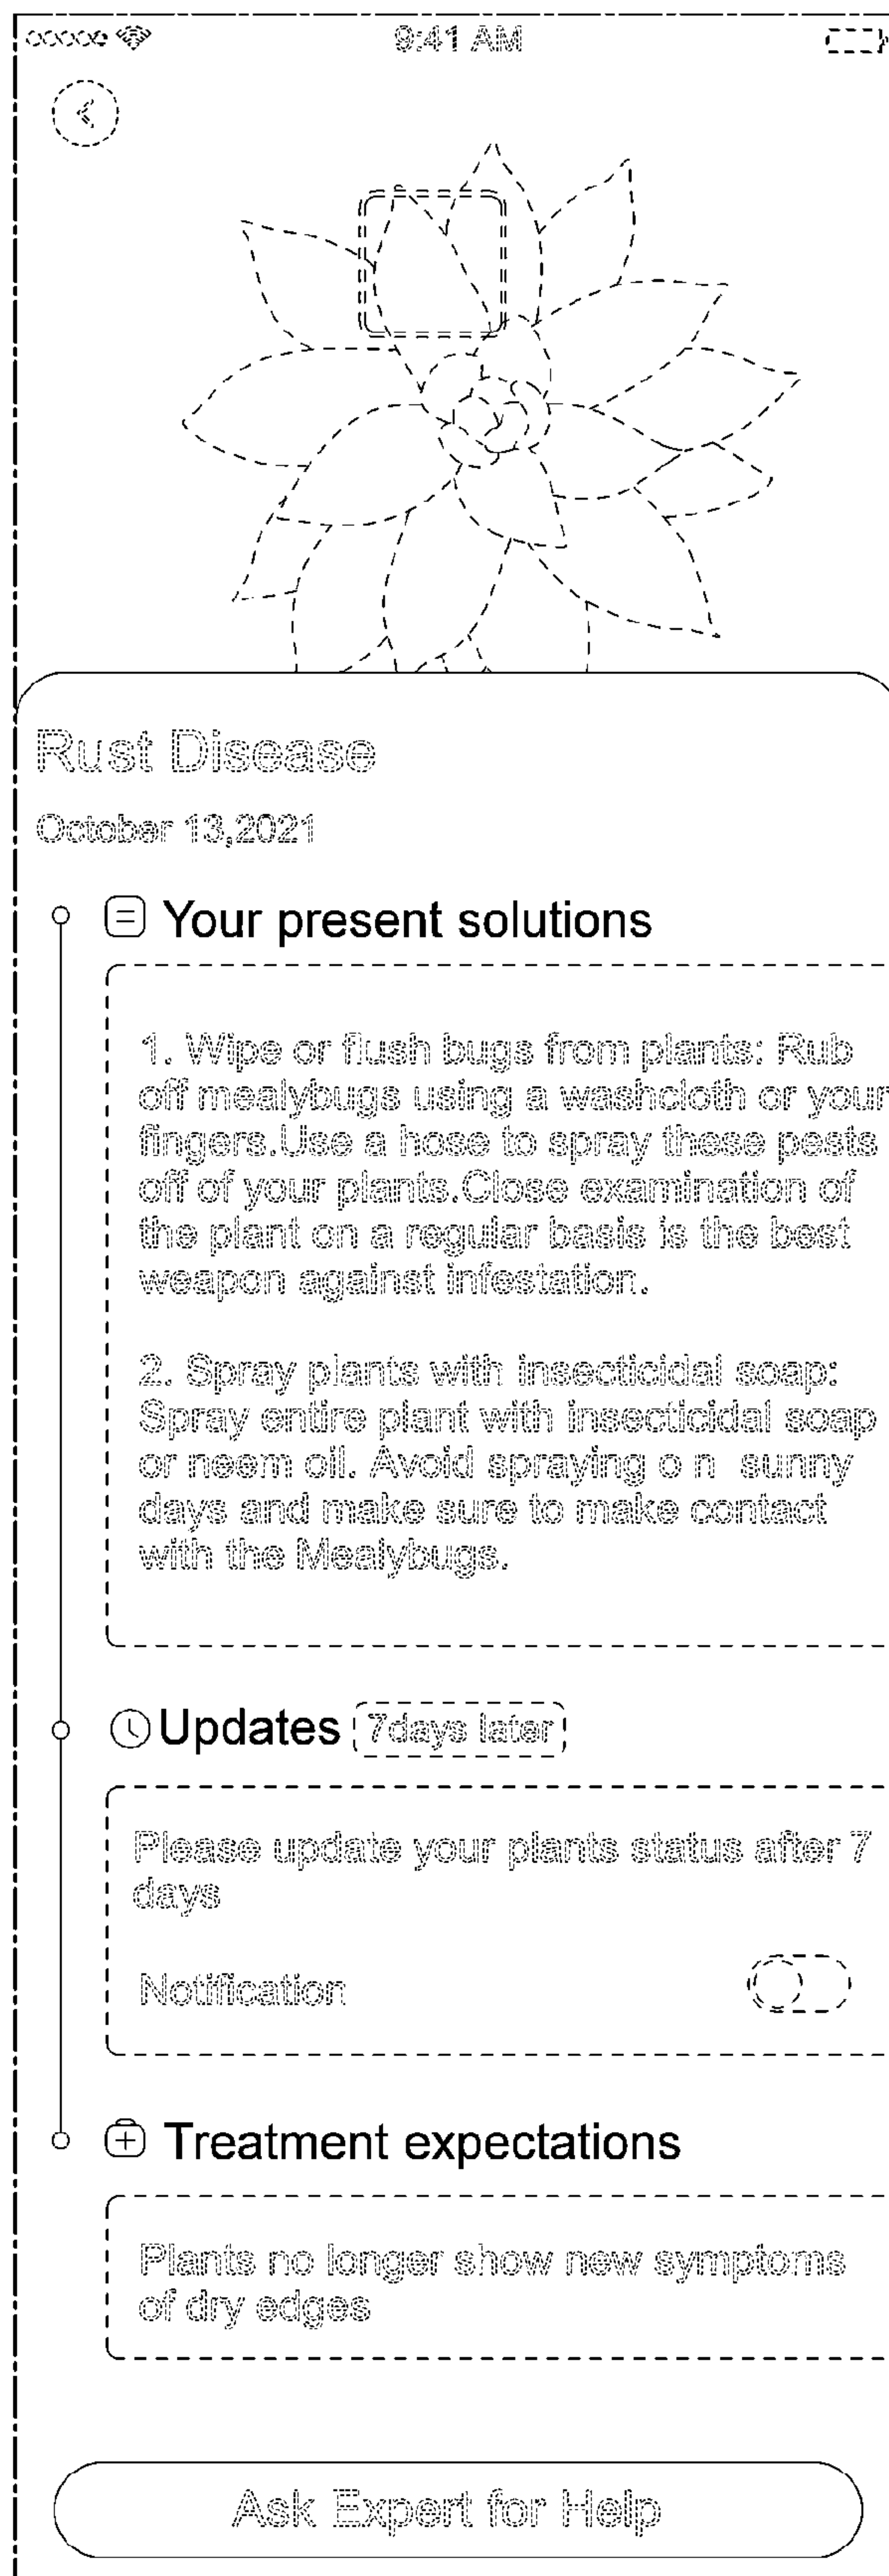 9:41 AM
Rust Disease
October 13,2021
Your present solutions
1. Wipe or flush bugs from plants: Rub
off mealybugs using a washcloth or your
fingers.Use a hose to spray these pests
off of your plants.Close examination of
the plant on a regular basis is the best
weapon against infestation.
2. Spray plants with insecticidal soap:
Spray entire plant with insecticidal soap
or neem oil. Avoid spraying o n sunny
days and make sure to make contact
with the Mealybugs.
Updates 7days later
Please update your plants status after 7
days
Notification
Treatment expectations
Plants no longer show new symptoms
of dry edges
Ask Expert for Help